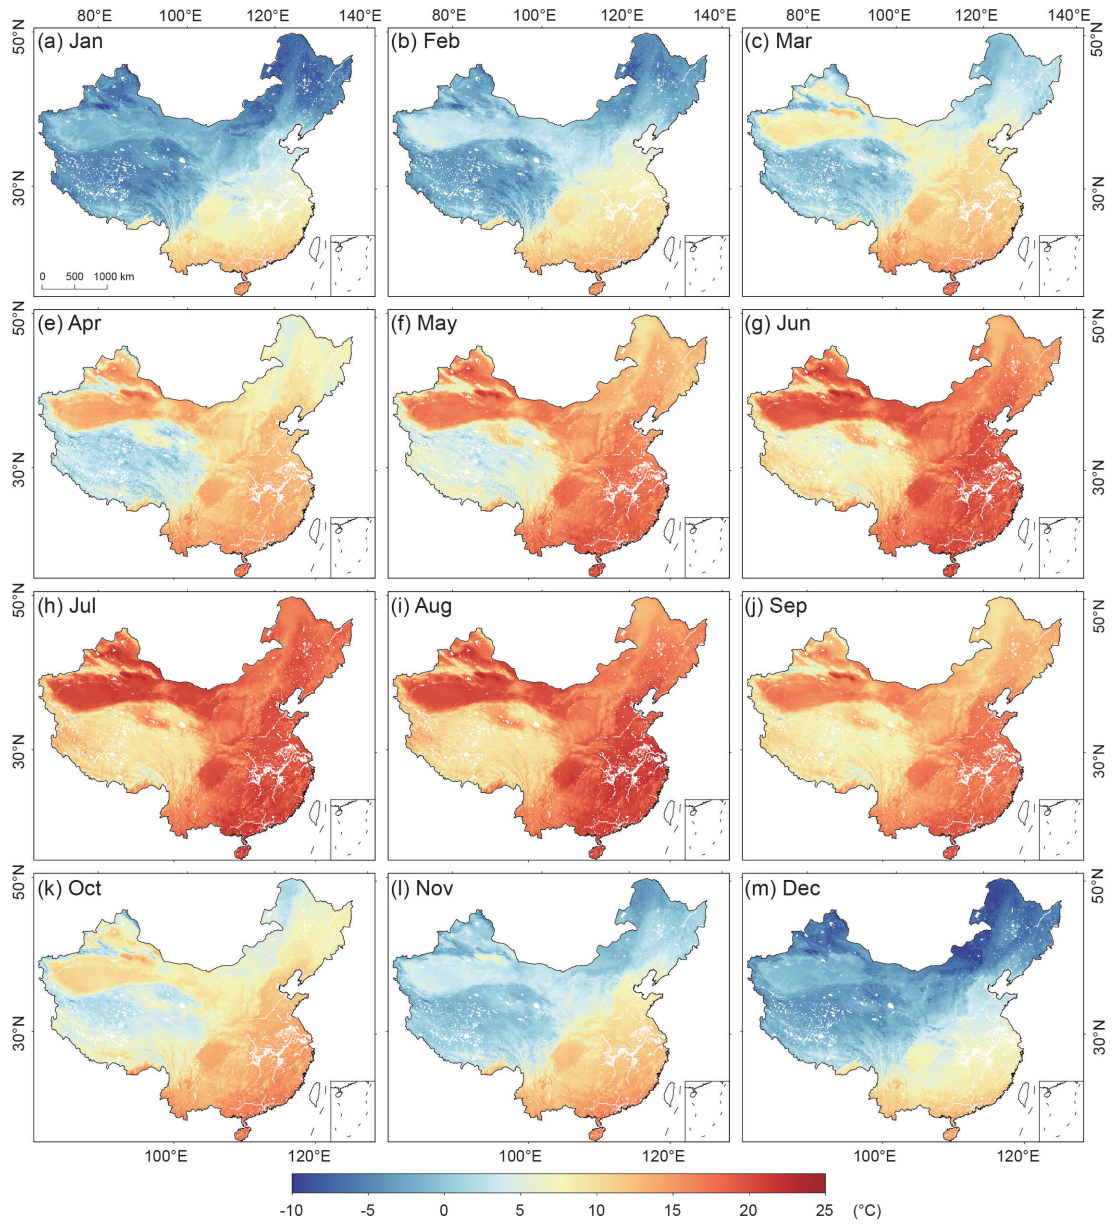 80°E 100°E 120°E 140°E 80°E 100°E 120°E 140°E 80°E 100°E 120°E 140°E
(a) Jan (b) Feb (c) Mar
50°N 50°N
30°N 30°N
0 500 1000 km
(e) Apr (f) May (g) Jun
50°N 50°N
30°N 30°N
(h) Jul (i) Aug (j) Sep
50°N 50°N
30°N 30°N
(k) Oct (l) Nov (m) Dec
50°N 50°N
30°N 30°N
100°E 120°E 100°E 120°E 100°E 120°E
-10 -5 0 5 10 15 20 25 (°C)